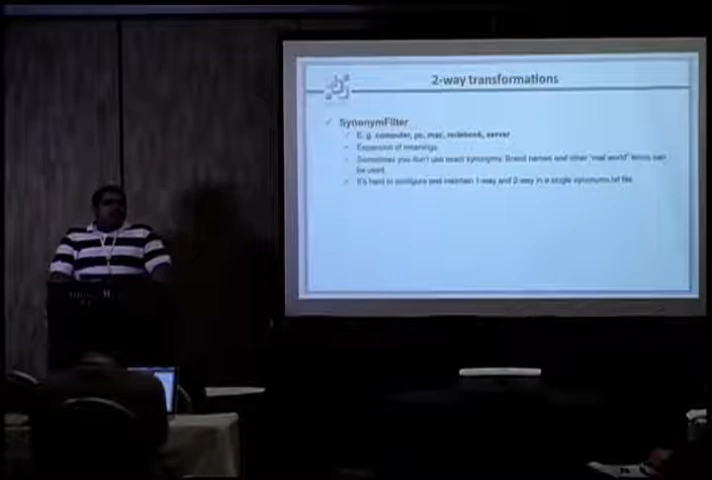 2-way transformations
SynonymFilter
E. g. computer, pc, mac, notebook, server
Expansion of meanings
Sometimes you don't use exact synonyms. Brand names and other "real world" terms can
be used
It's hard to configure and maintain 1-way and 2-way in a single synonyms.txt file